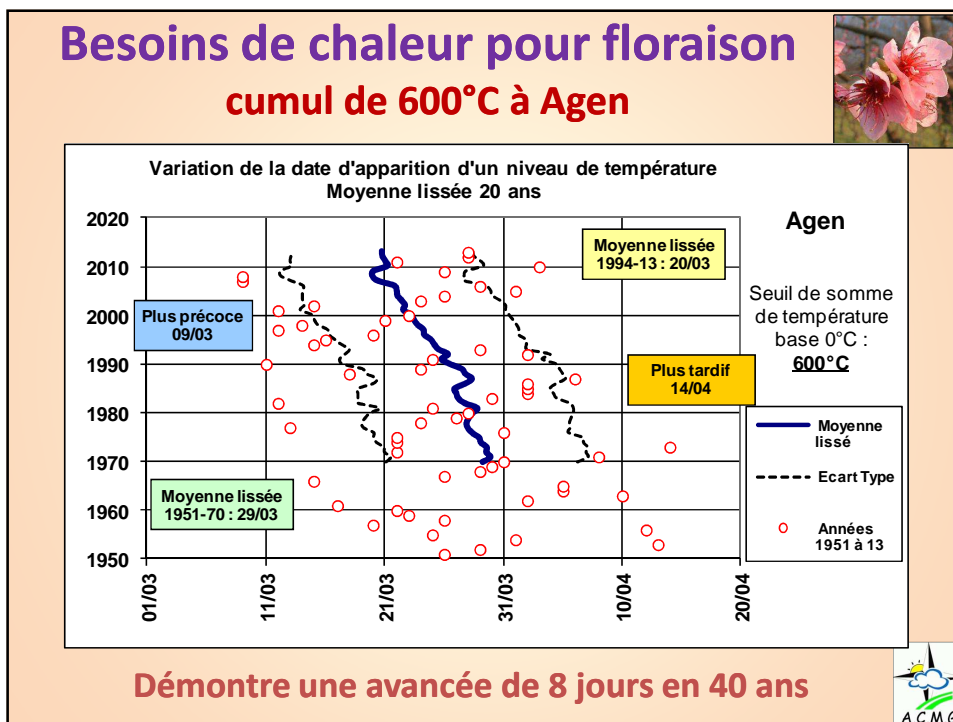 Besoins de chaleur pour floraison
cumul de 600°C à Agen
Variation de la date d'apparition d'un niveau de température
Moyenne lissée 20 ans
2020
2010
2000
1990
1980
1970
1960
1950
01/03
11/03
21/03
31/03
10/04
20/04
Plus précoce
09/03
Moyenne lissée
1951-70 : 29/03
Moyenne lissée
1994-13 : 20/03
Plus tardif
14/04
Agen
Seuil de somme
de température
base 0°C :
600°C
Moyenne
lissé
Ecart Type
Années
1951 à 13
Démontre une avancée de 8 jours en 40 ans
ACMG